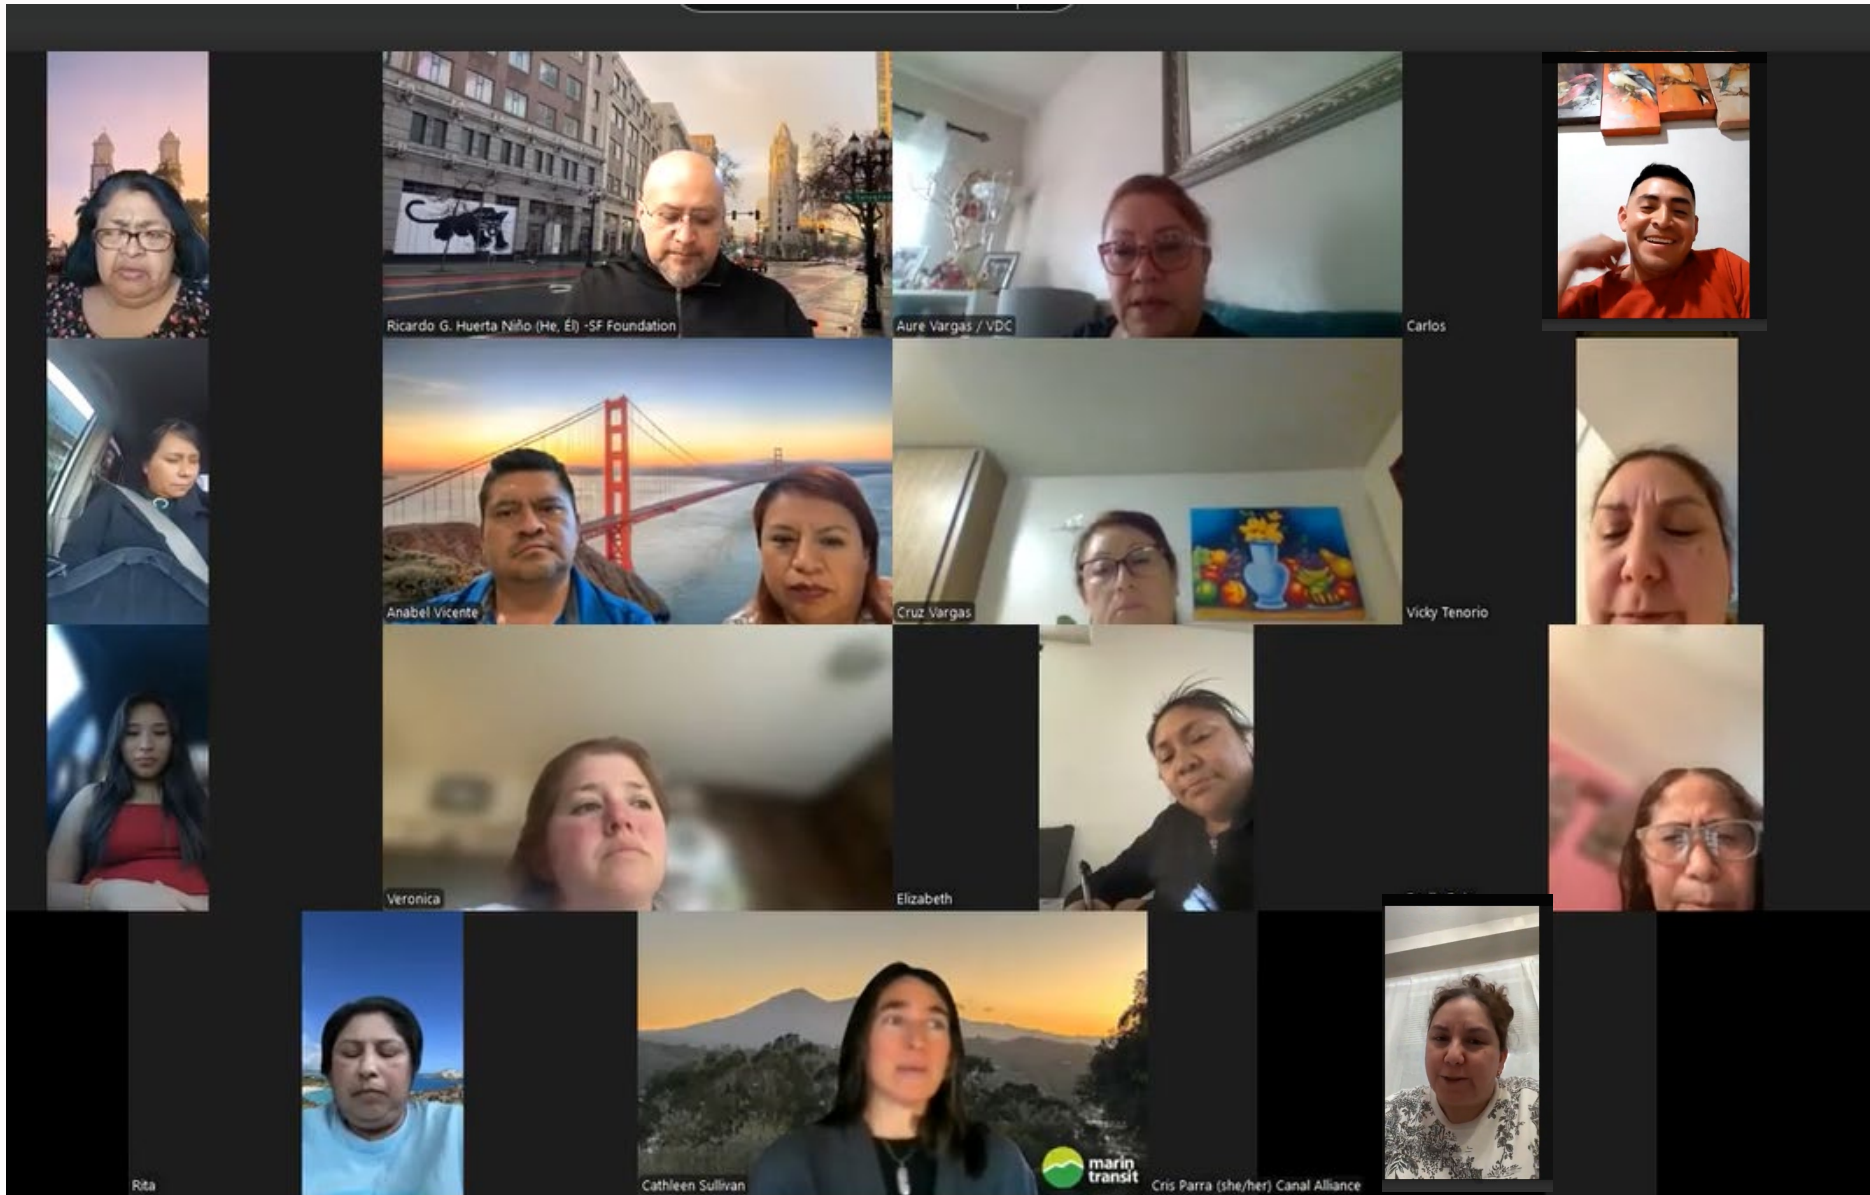 Ricardo G. Huerta Niño (He, Él) -SF Foundation
Aure Vargas / VDC
Carlos
Anabel Vicente
Cruz Vargas
Vicky Tenorio
Veronica
Elizabeth
Rita
Cathleen Sullivan
marin
transit
Cris Parra (she/her) Canal Alliance